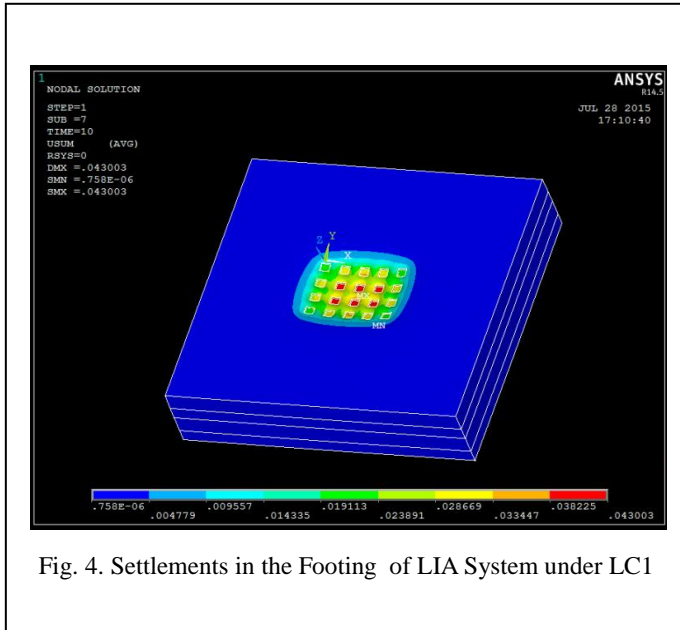 1
NODAL SOLUTION
STEP=1
SUB =7
TIME=10
USUM (AVG)
RSYS=0
DMX =.043003
SMN =.758E-06
SMX =.043003
ANSYS
R14.5
JUL 28 2015
17:10:40
Z Y
X
MX
MN
.758E-06 .009557 .019113 .028669 .038225
.004779 .014335 .023891 .033447 .043003
Fig. 4. Settlements in the Footing of LIA System under LC1